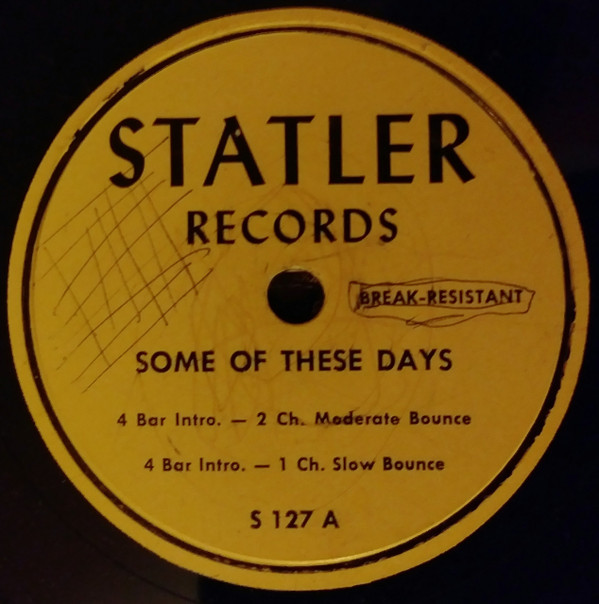 STATLER
RECORDS
BREAK-RESISTANT
SOME OF THESE DAYS
4 Bar Intro. — 2 Ch. Moderate Bounce
4 Bar Intro. — 1 Ch. Slow Bounce
S 127 A